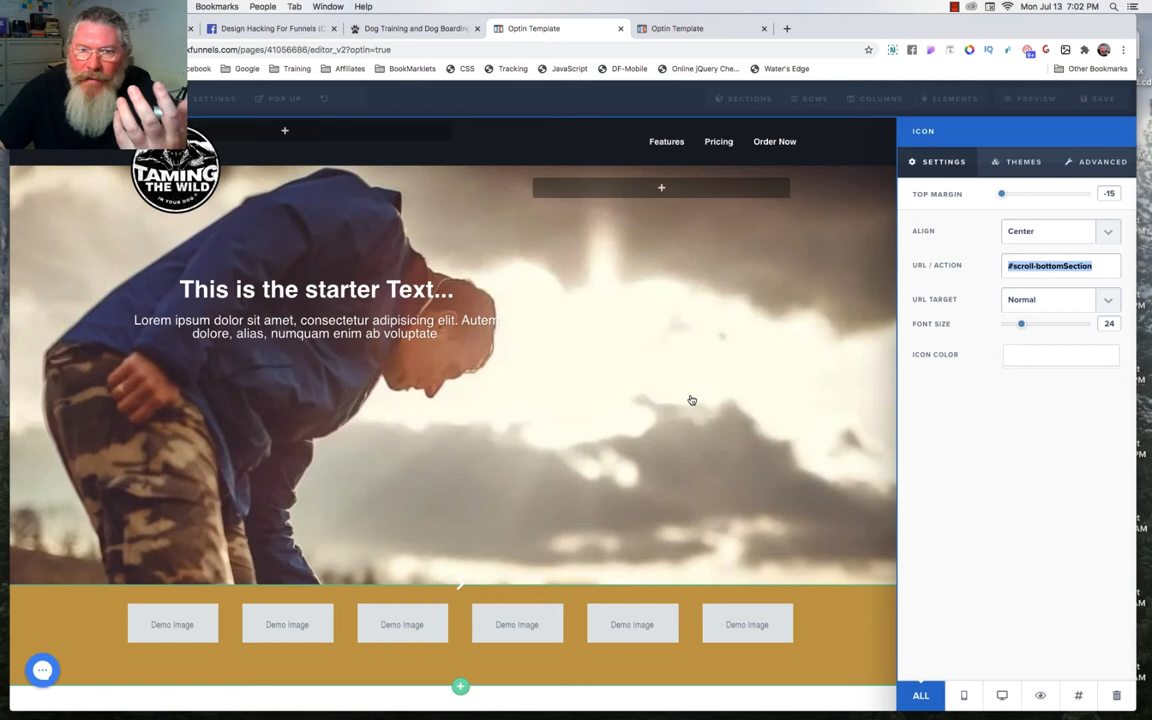 Bookmarks People Tab Window Help
Mon Jul 13 7:02 PM
Design Hacking For Funnels (
Dog Training and Dog Boarding
Optin Template
Optin Template
xfunnels.com/pages/41056686/editor_v2?optin=true
cebook
Google
Training
Affiliates
BookMarklets
CSS
Tracking
JavaScript
DF-Mobile
Online jQuery Che...
Water's Edge
Other Bookmarks
SETTINGS
POP UP
SECTIONS
ROWS
COLUMNS
ELEMENTS
PREVIEW
SAVE
TAMING
THE WILD
IN YOUR DOG
Features
Pricing
Order Now
This is the starter Text...
Lorem ipsum dolor sit amet, consectetur adipisicing elit. Autem
dolore, alias, numquam enim ab voluptate
Demo Image
Demo Image
Demo Image
Demo Image
Demo Image
Demo Image
ICON
SETTINGS
THEMES
ADVANCED
TOP MARGIN
-15
ALIGN
Center
URL / ACTION
#scroll-bottomSection
URL TARGET
Normal
FONT SIZE
24
ICON COLOR
ALL